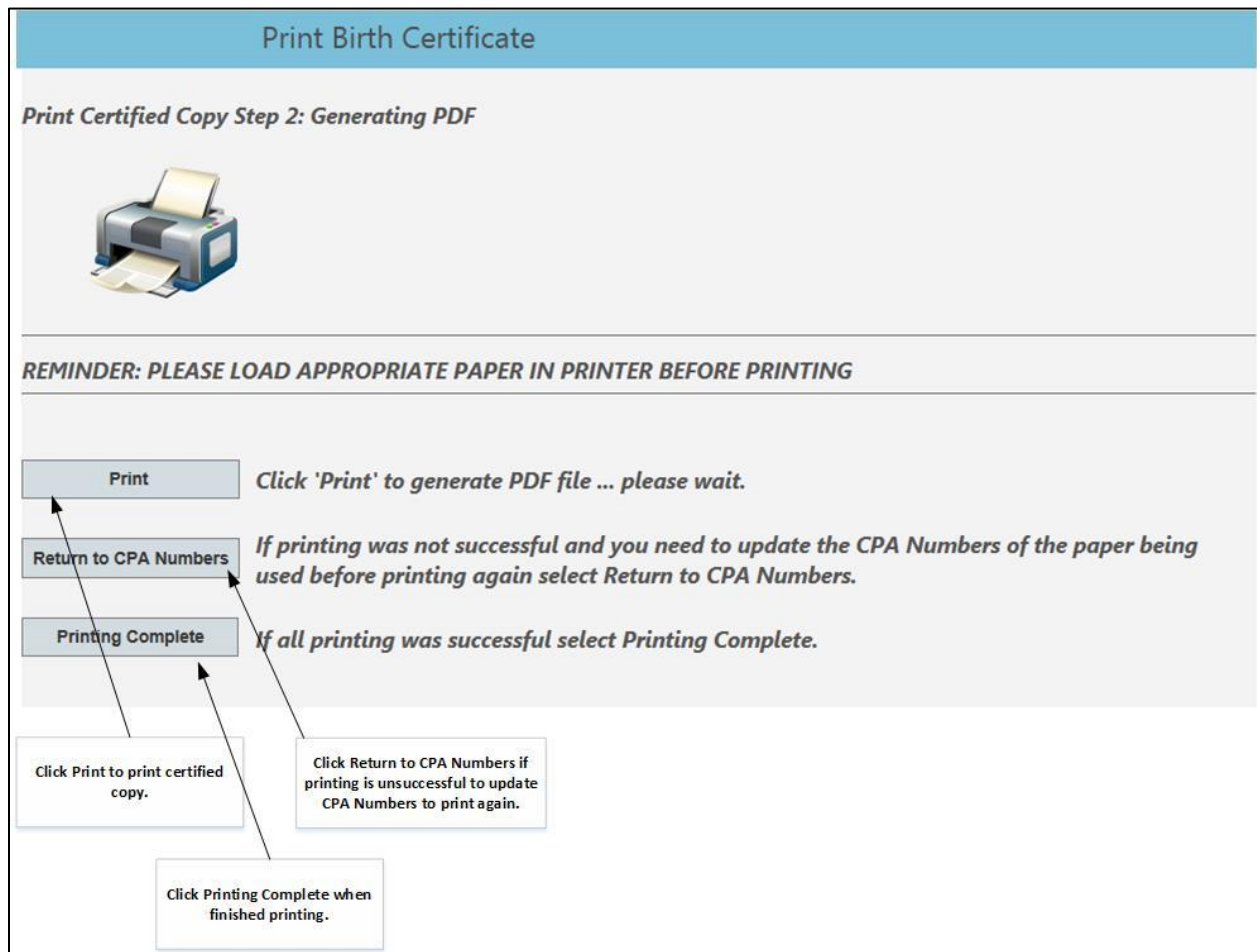 Print Birth Certificate
Print Certified Copy Step 2: Generating PDF
REMINDER: PLEASE LOAD APPROPRIATE PAPER IN PRINTER BEFORE PRINTING
Print
Click 'Print' to generate PDF file ... please wait.
Return to CPA Numbers
If printing was not successful and you need to update the CPA Numbers of the paper being
used before printing again select Return to CPA Numbers.
Printing Complete
If all printing was successful select Printing Complete.
Click Print to print certified
copy.
Click Return to CPA Numbers if
printing is unsuccessful to update
CPA Numbers to print again.
Click Printing Complete when
finished printing.